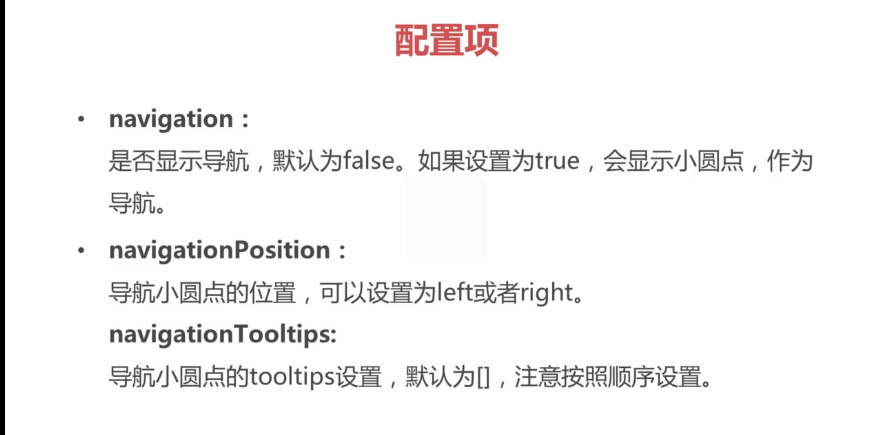 配置项
• navigation：
是否显示导航，默认为false。如果设置为true，会显示小圆点，作为
导航。
• navigationPosition：
导航小圆点的位置，可以设置为left或者right。
navigationTooltips:
导航小圆点的tooltips设置，默认为[]，注意按照顺序设置。